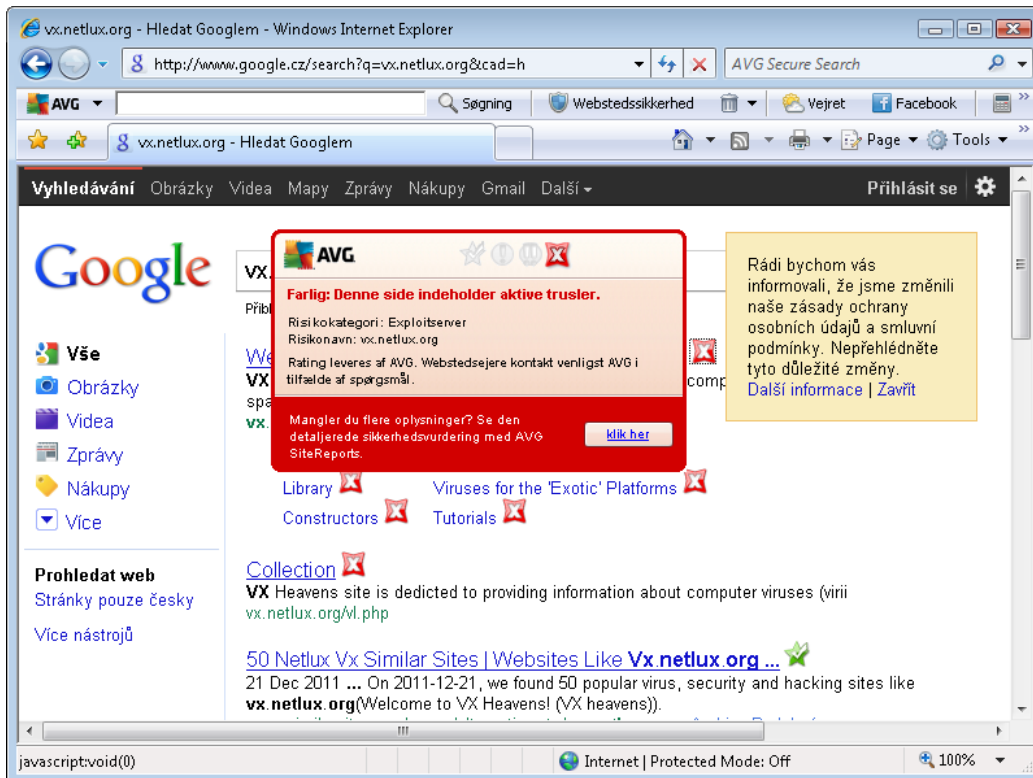 vx.netlux.org - Hledat Googlem - Windows Internet Explorer
http://www.google.cz/search?q=vx.netlux.org&cad=h
AVG Secure Search
AVG
Søgning
Webstedssikkerhed
Vejret
Facebook
vx.netlux.org - Hledat Googlem
Page
Tools
Vyhledávání Obrázky Videa Mapy Zprávy Nákupy Gmail Další
Přihlásit se
Google
vx.
Přibl
AVG
Farlig: Denne side indeholder aktive trusler.
Risikokategori: Exploitserver
Risikonavn: vx.netlux.org
Rating leveres af AVG. Webstedsejere kontakt venligst AVG i
tilfælde af spørgsmål.
Mangler du flere oplysninger? Se den
detaljerede sikkerhedsvurdering med AVG
SiteReports.
klik her
Rádi bychom vás
informovali, že jsme změnili
naše zásady ochrany
osobních údajů a smluvní
podmínky. Nepřehlédněte
tyto důležité změny.
Další informace | Zavřít
Vše
Obrázky
Videa
Zprávy
Nákupy
Více
Prohledat web
Stránky pouze česky
Více nástrojů
We
VX
comp
spa
vx.
Library
Viruses for the 'Exotic' Platforms
Constructors
Tutorials
Collection
VX Heavens site is dedicted to providing information about computer viruses (virii
vx.netlux.org/vl.php
50 Netlux Vx Similar Sites | Websites Like Vx.netlux.org ...
21 Dec 2011 ... On 2011-12-21, we found 50 popular virus, security and hacking sites like
vx.netlux.org(Welcome to VX Heavens! (VX heavens)).
javascript:void(0)
Internet | Protected Mode: Off
100%